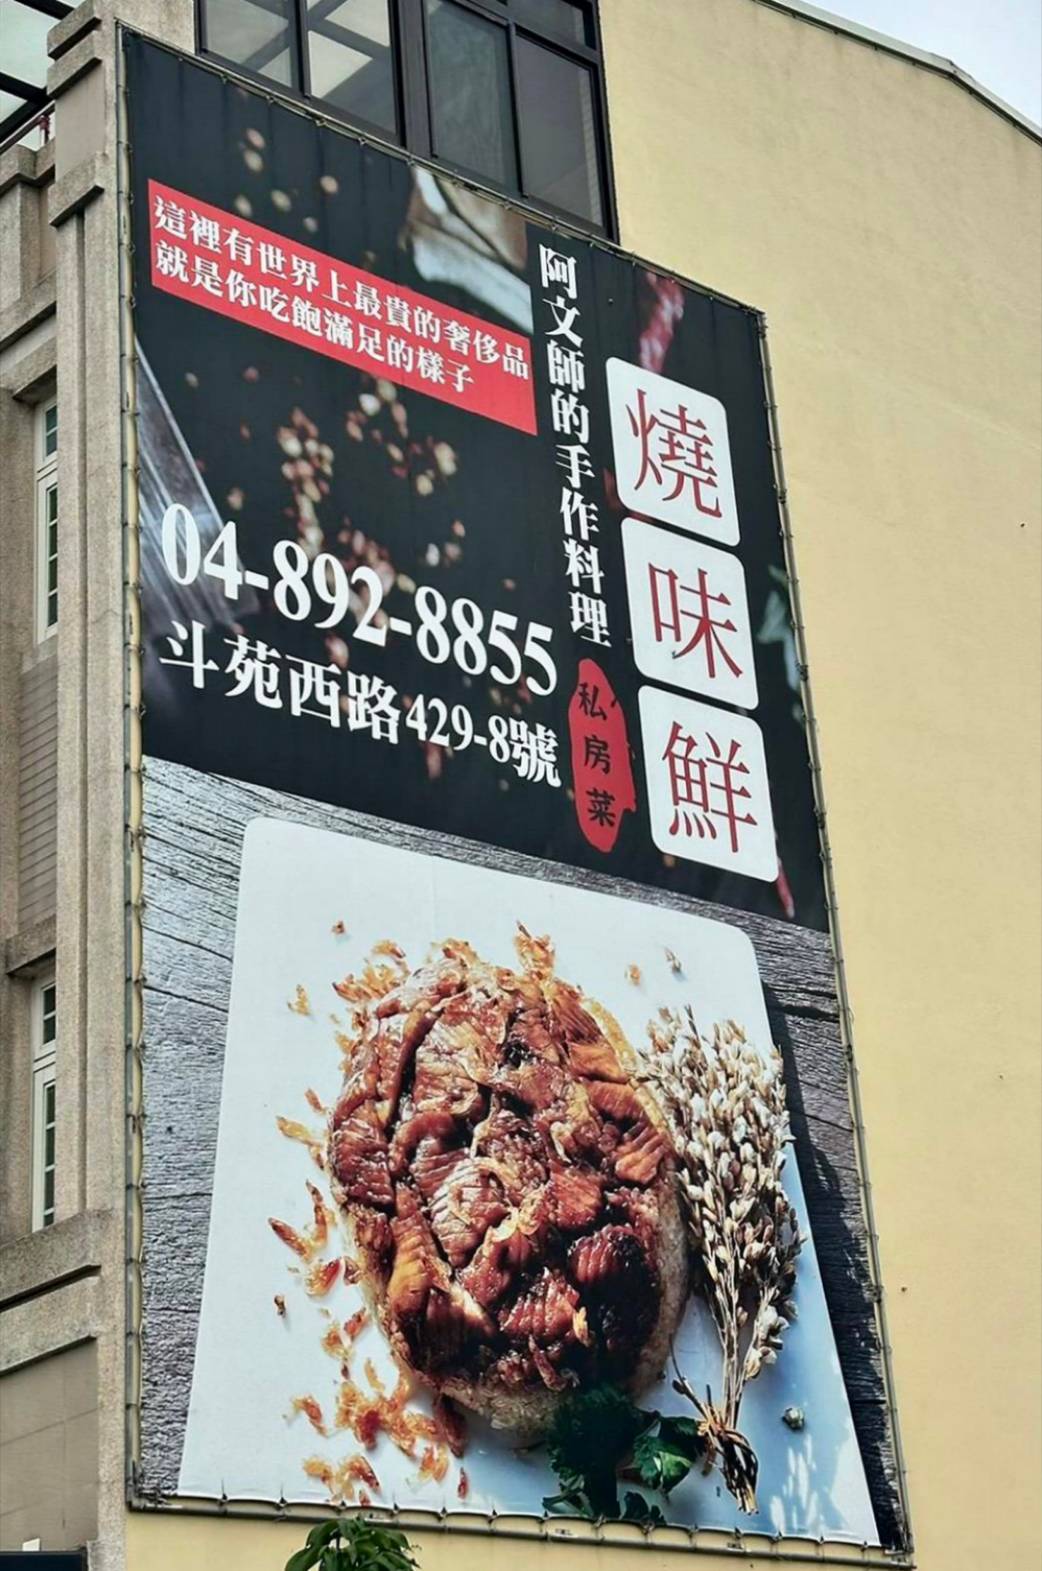 這裡有世界上最貴的奢侈品
就是你吃飽滿足的樣子
阿文師的手作料理
私房菜
燒味鮮
04-892-8855
斗苑西路429-8號